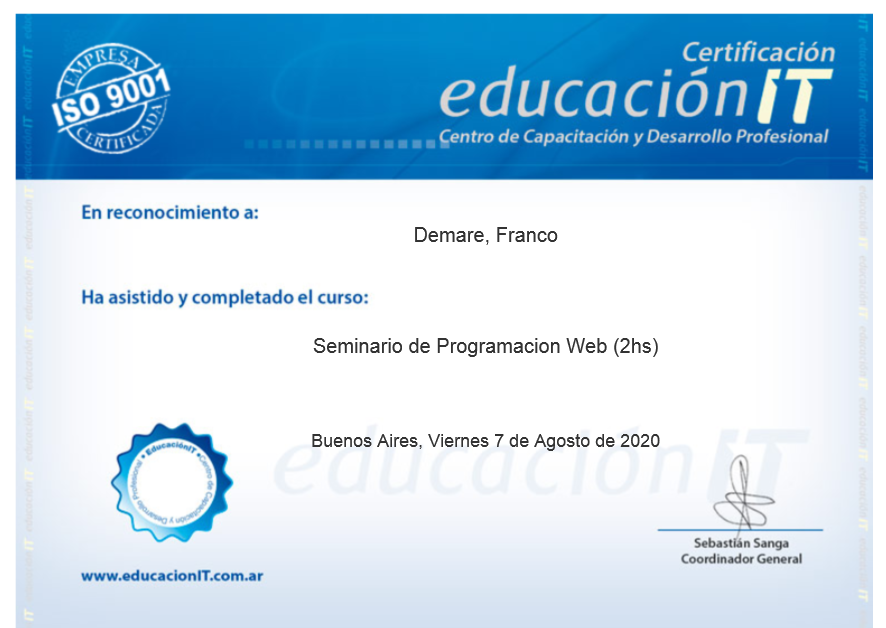 EMPRESA
ISO 9001
CERTIFICADA
Certificación
educaciónIT
Centro de Capacitación y Desarrollo Profesional
En reconocimiento a:
Demare, Franco
Ha asistido y completado el curso:
Seminario de Programacion Web (2hs)
Buenos Aires, Viernes 7 de Agosto de 2020
educaciónIT
• EducaciónIT • Centro de Capacitación y Desarrollo Profesional
Sebastián Sanga
Coordinador General
www.educacionIT.com.ar